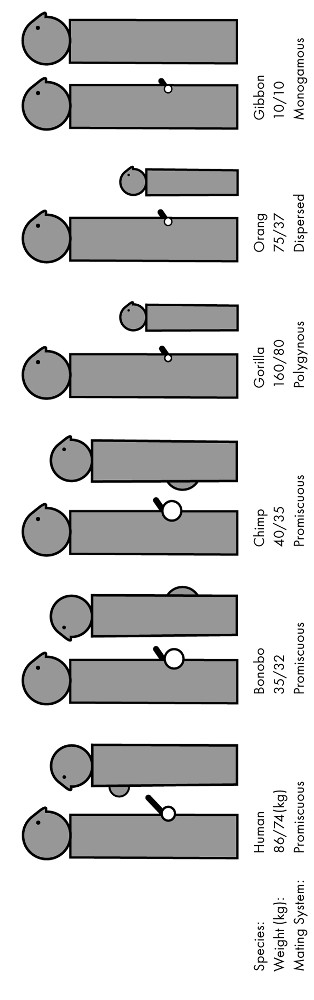 Species: Human Bonobo Chimp Gorilla Orang Gibbon
Weight (kg): 86/74(kg) 35/32 40/35 160/80 75/37 10/10
Mating System: Promiscuous Promiscuous Promiscuous Polygynous Dispersed Monogamous